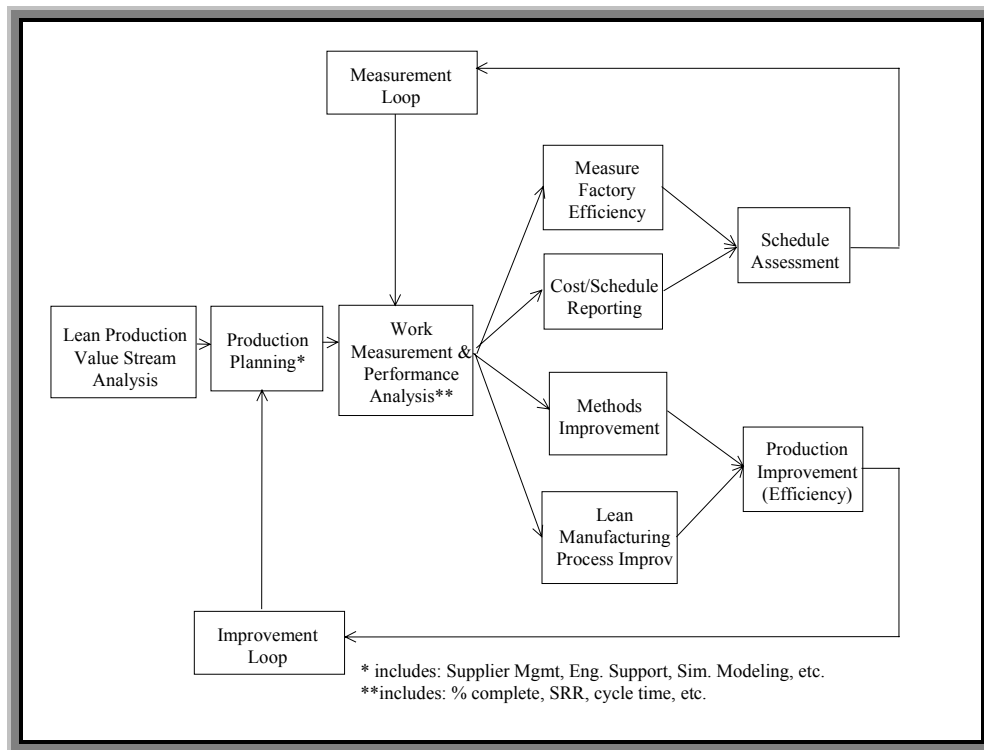 Measurement
Loop
Measure
Factory
Efficiency
Schedule
Assessment
Cost/Schedule
Reporting
Lean Production
Value Stream
Analysis
Production
Planning*
Work
Measurement &
Performance
Analysis**
Methods
Improvement
Production
Improvement
(Efficiency)
Lean
Manufacturing
Process Improv
Improvement
Loop
* includes: Supplier Mgmt, Eng. Support, Sim. Modeling, etc.
**includes: % complete, SRR, cycle time, etc.